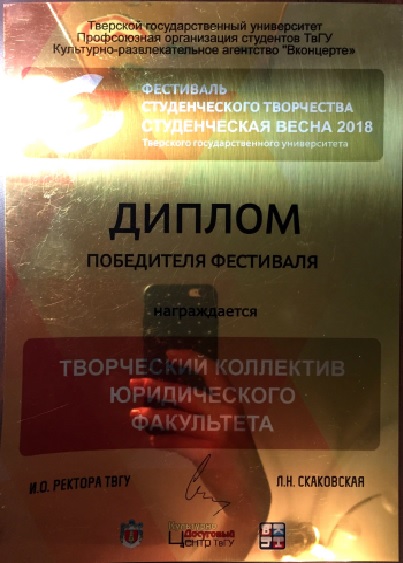 Тверской государственный университет
Профсоюзная организация студентов ТвГУ
Культурно-развлекательное агентство "Вконцерте»
ФЕСТИВАЛЬ
СТУДЕНЧЕСКОГО ТВОРЧЕСТВА
СТУДЕНЧЕСКАЯ ВЕСНА 2018
Тверского государственного университета
ДИПЛОМ
ПОБЕДИТЕЛЯ ФЕСТИВАЛЯ
награждается
ТВОРЧЕСКИЙ КОЛЛЕКТИВ
ЮРИДИЧЕСКОГО
ФАКУЛЬТЕТА
И.О. РЕКТОРА ТВГУ
Л.Н. СКАКОВСКАЯ
Культурно
Досуговый
Центр ТвГУ